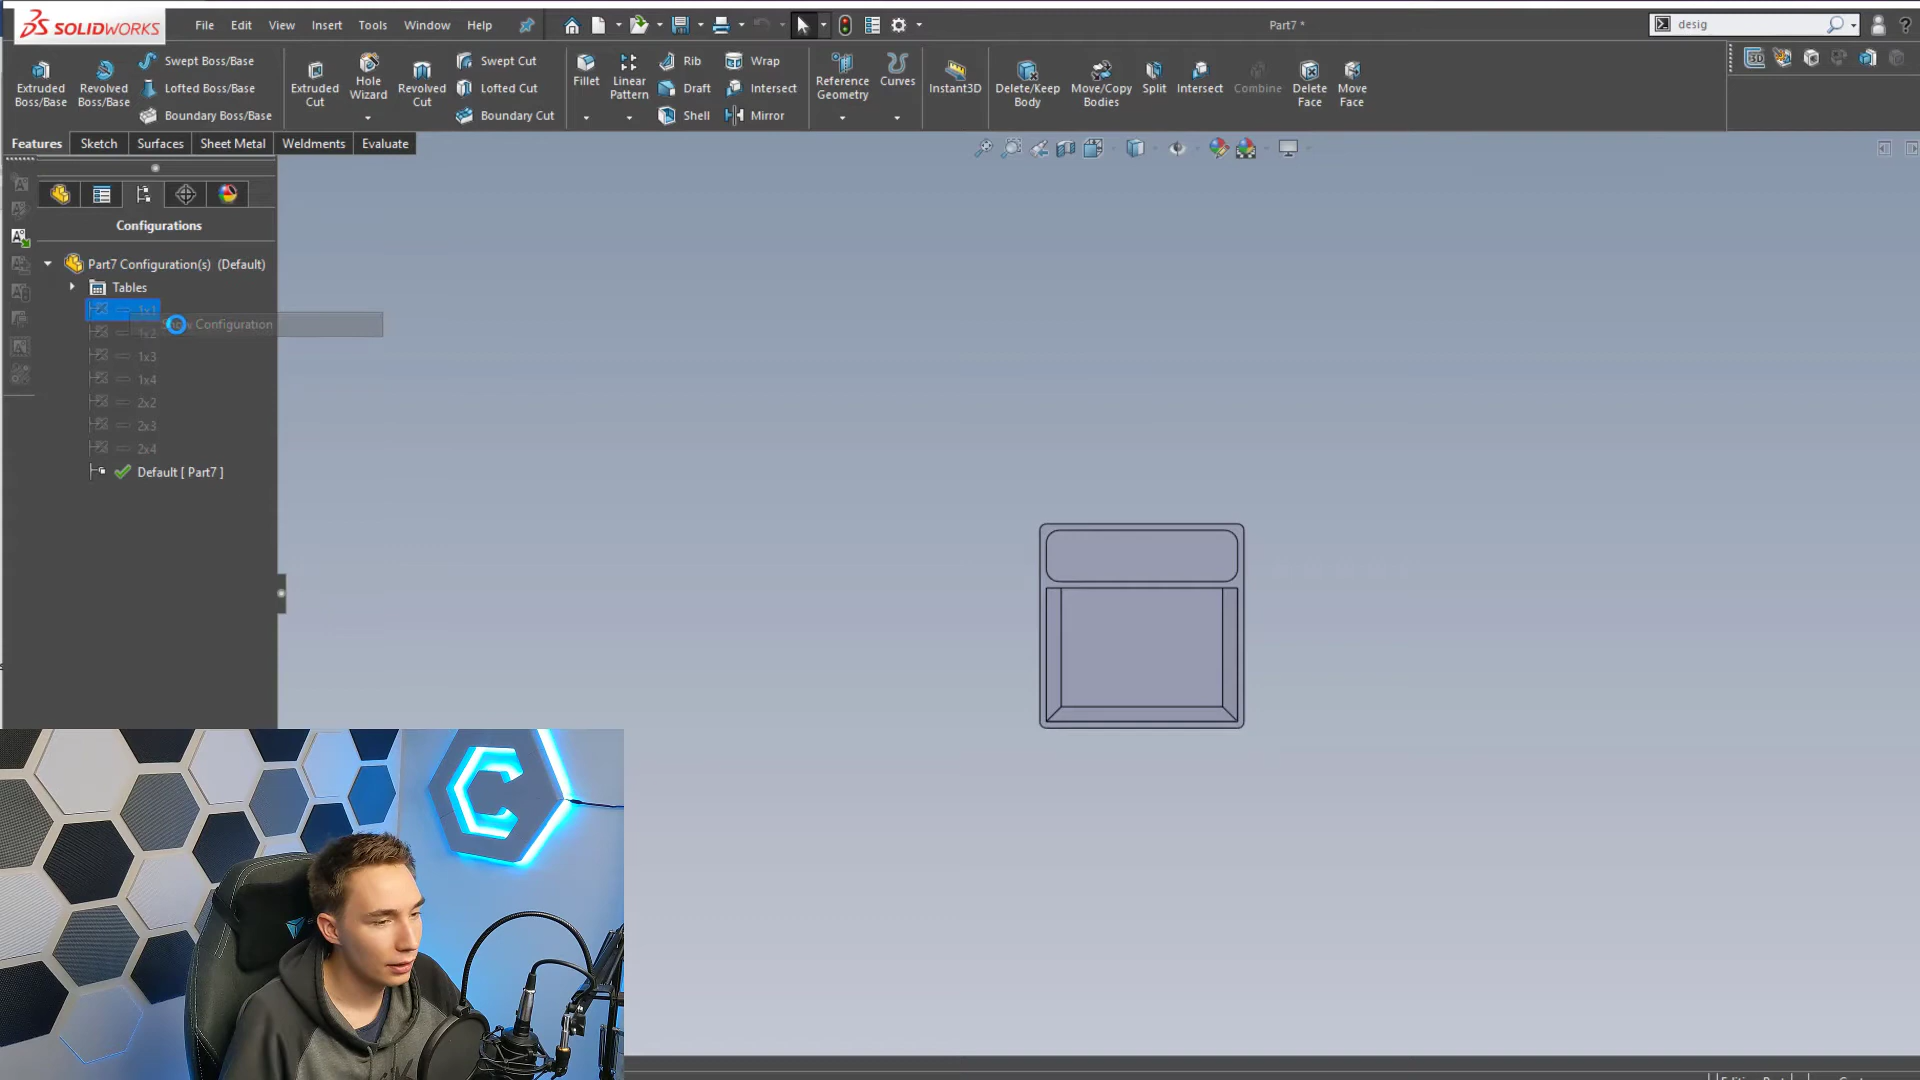 SOLIDWORKS File Edit View Insert Tools Window Help Part7 * desig
Extruded Boss/Base
Revolved Boss/Base
Swept Boss/Base
Lofted Boss/Base
Boundary Boss/Base
Extruded Cut
Hole Wizard
Revolved Cut
Swept Cut
Lofted Cut
Boundary Cut
Fillet
Linear Pattern
Rib
Draft
Shell
Wrap
Intersect
Mirror
Reference Geometry
Curves
Instant3D
Delete/Keep Body
Move/Copy Bodies
Split
Intersect
Combine
Delete Face
Move Face
Features Sketch Surfaces Sheet Metal Weldments Evaluate
Configurations
Part7 Configuration(s) (Default)
Tables
1x1
Configuration
1x2
1x3
1x4
2x2
2x3
2x4
Default [ Part7 ]